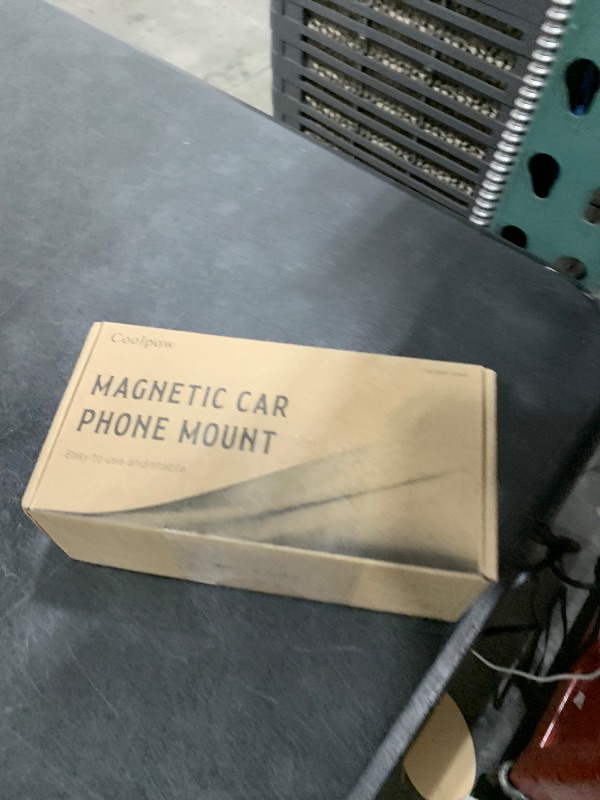 Coolpow
MAGNETIC CAR
PHONE MOUNT
Easy to use and stable